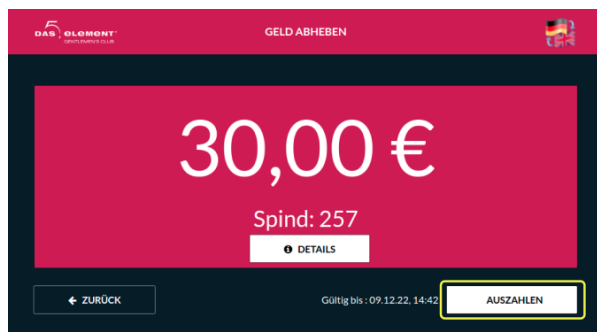 DAS 5. element
GENTLEMEN'S CLUB
GELD ABHEBEN
30,00 €
Spind: 257
DETAILS
ZURÜCK
Gültig bis : 09.12.22, 14:42
AUSZAHLEN